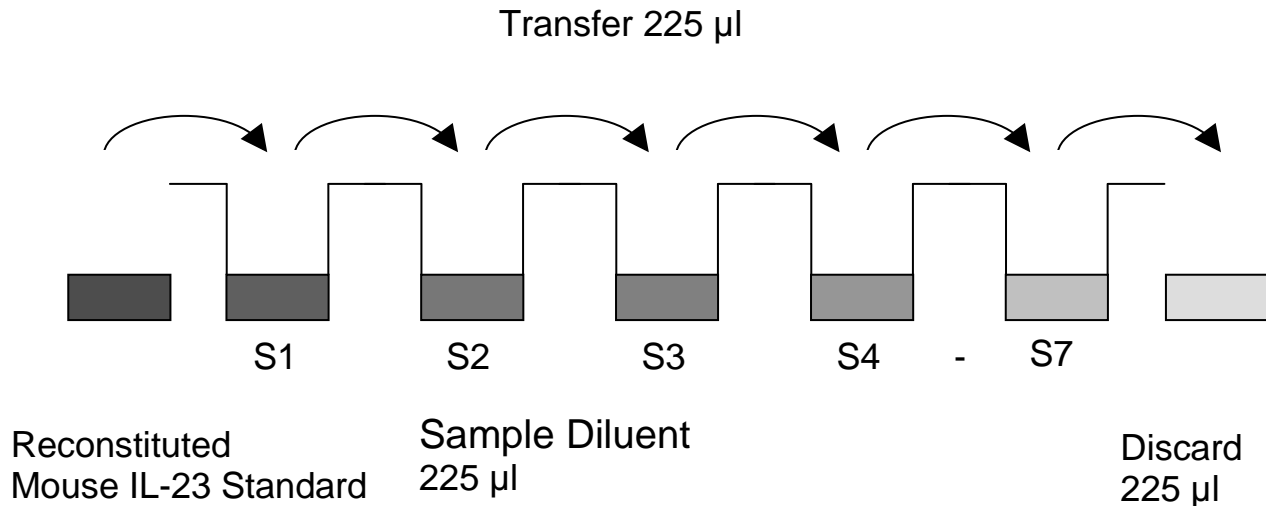 Transfer 225 µl
S1 S2 S3 S4 - S7
Reconstituted
Mouse IL-23 Standard
Sample Diluent
225 µl
Discard
225 µl